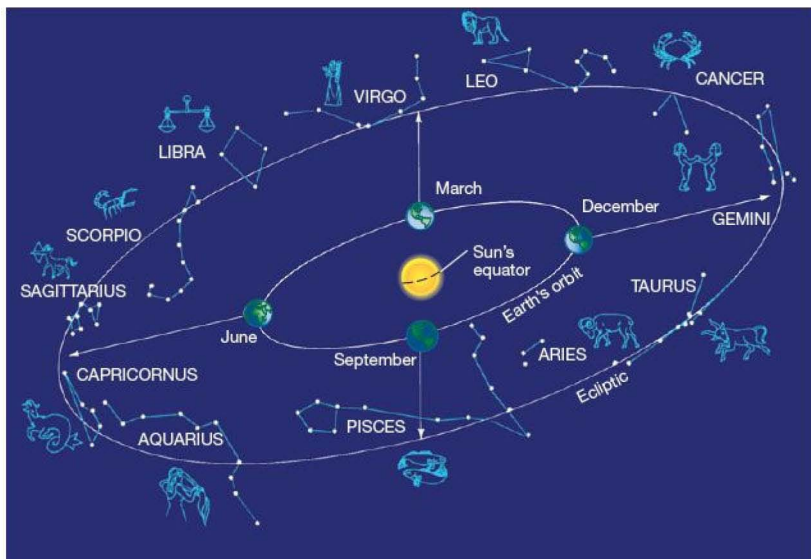 LEO
CANCER
VIRGO
LIBRA
March
December
SCORPIO
GEMINI
Sun's
equator
SAGITTARIUS
Earth's orbit
TAURUS
June
September
ARIES
CAPRICORNUS
Ecliptic
AQUARIUS
PISCES